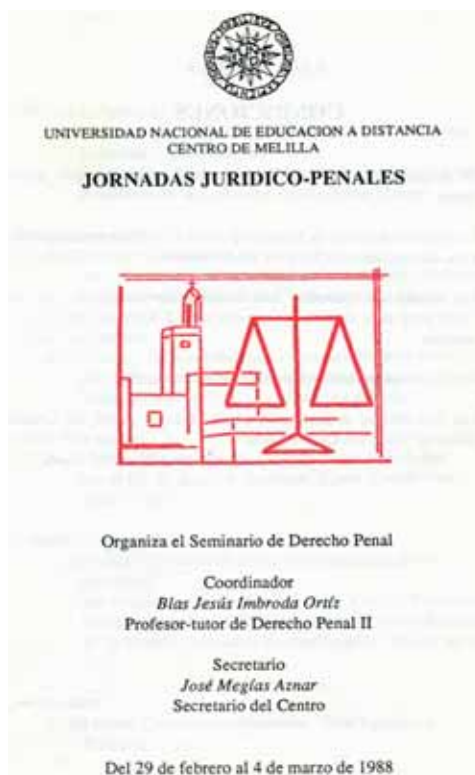 UNIVERSIDAD NACIONAL DE EDUCACION A DISTANCIA
CENTRO DE MELILLA
JORNADAS JURIDICO-PENALES
Organiza el Seminario de Derecho Penal
Coordinador
Blas Jesús Imbroda Ortíz
Profesor-tutor de Derecho Penal II
Secretario
José Megías Aznar
Secretario del Centro
Del 29 de febrero al 4 de marzo de 1988